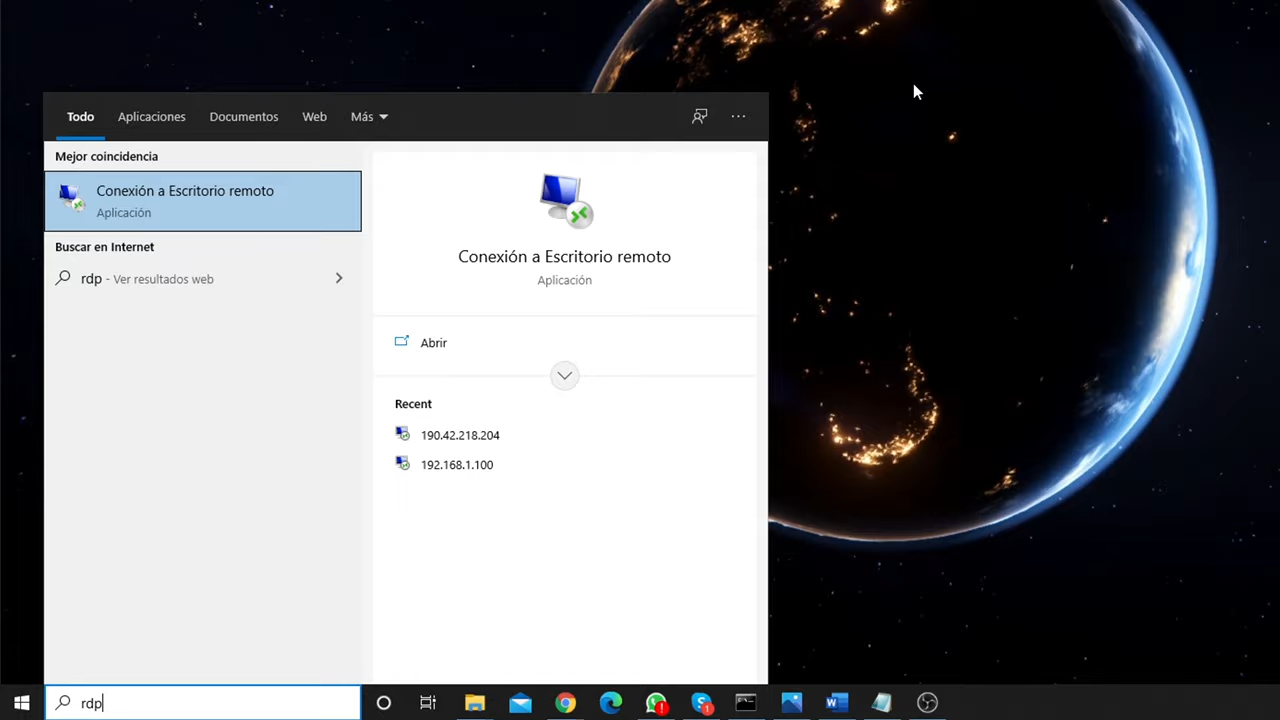 Todo Aplicaciones Documentos Web Más
Mejor coincidencia
Conexión a Escritorio remoto
Aplicación
Buscar en Internet
rdp - Ver resultados web
Conexión a Escritorio remoto
Aplicación
Abrir
Recent
190.42.218.204
192.168.1.100
rdp